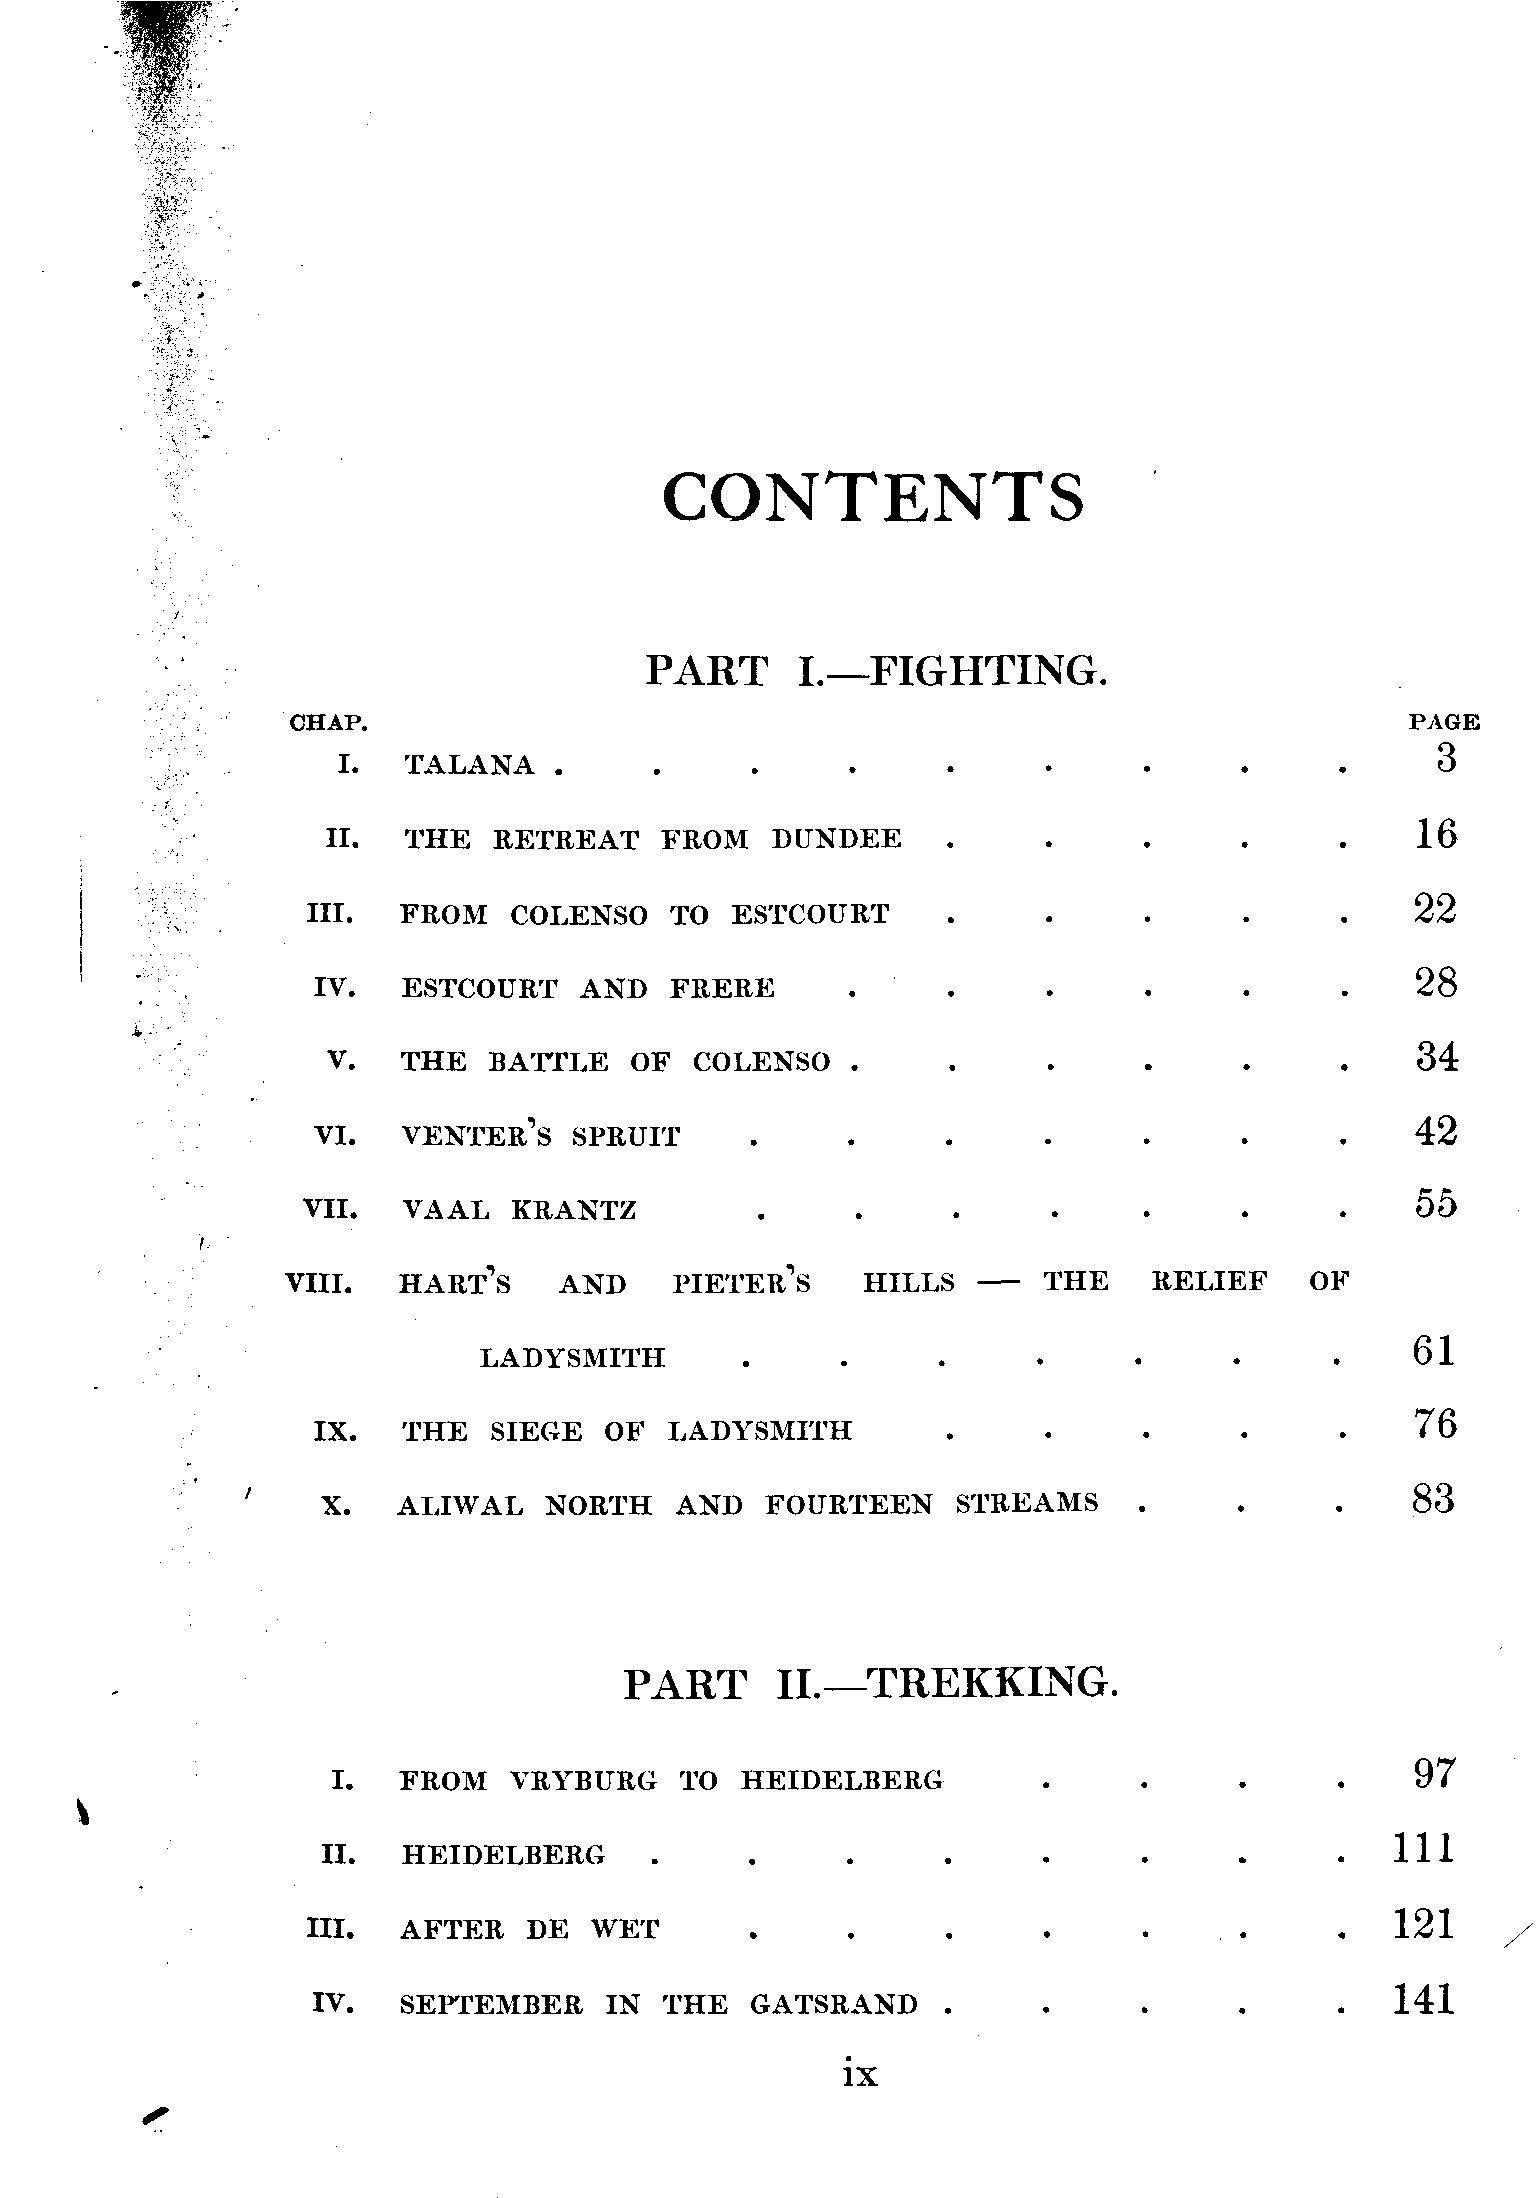 CONTENTS
PART I.—FIGHTING.
CHAP. PAGE
I. TALANA . . . . . . . . . 3
II. THE RETREAT FROM DUNDEE . . . . . 16
III. FROM COLENSO TO ESTCOURT . . . . . 22
IV. ESTCOURT AND FRERE . . . . . . 28
V. THE BATTLE OF COLENSO . . . . . . 34
VI. VENTER'S SPRUIT . . . . . . . 42
VII. VAAL KRANTZ . . . . . . . 55
VIII. HART'S AND PIETER'S HILLS — THE RELIEF OF
LADYSMITH . . . . . . . 61
IX. THE SIEGE OF LADYSMITH . . . . . 76
X. ALIWAL NORTH AND FOURTEEN STREAMS . . . 83
PART II.—TREKKING.
I. FROM VRYBURG TO HEIDELBERG . . . . 97
II. HEIDELBERG . . . . . . . . 111
III. AFTER DE WET . . . . . . . 121
IV. SEPTEMBER IN THE GATSRAND . . . . . 141
ix